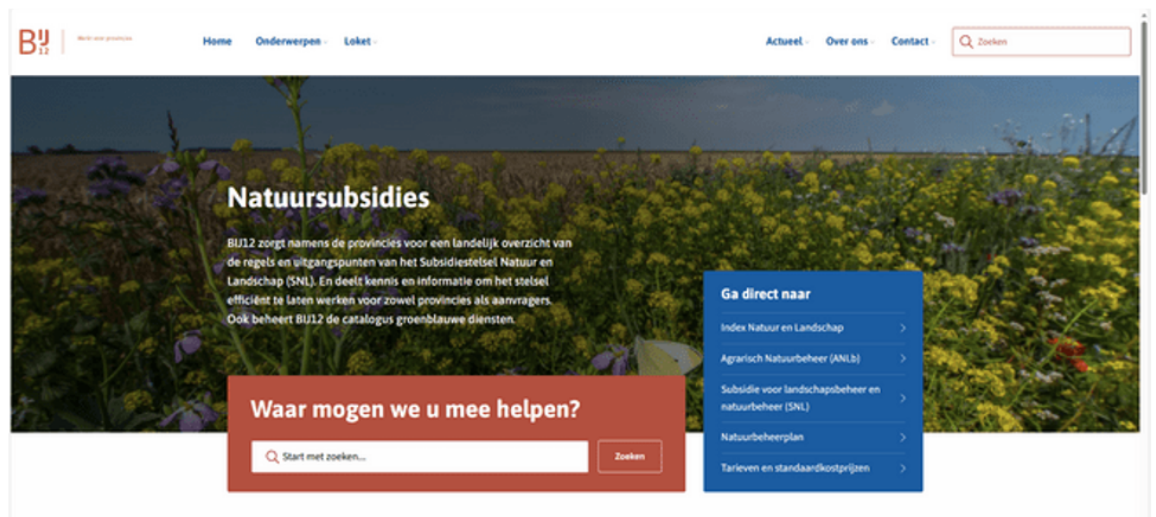 BIJ
12
Werkt voor provincies
Home Onderwerpen Loket
Actueel Over ons Contact
Zoeken
Natuursubsidies
BIJ12 zorgt namens de provincies voor een landelijk overzicht van
de regels en uitgangspunten van het Subsidiestelsel Natuur en
Landschap (SNL). En deelt kennis en informatie om het stelsel
efficiënt te laten werken voor zowel provincies als aanvragers.
Ook beheert BIJ12 de catalogus groenblauwe diensten.
Waar mogen we u mee helpen?
Start met zoeken...
Zoeken
Ga direct naar
Index Natuur en Landschap
Agrarisch Natuurbeheer (ANLb)
Subsidie voor landschapsbeheer en
natuurbeheer (SNL)
Natuurbeheerplan
Tarieven en standaardkostprijzen